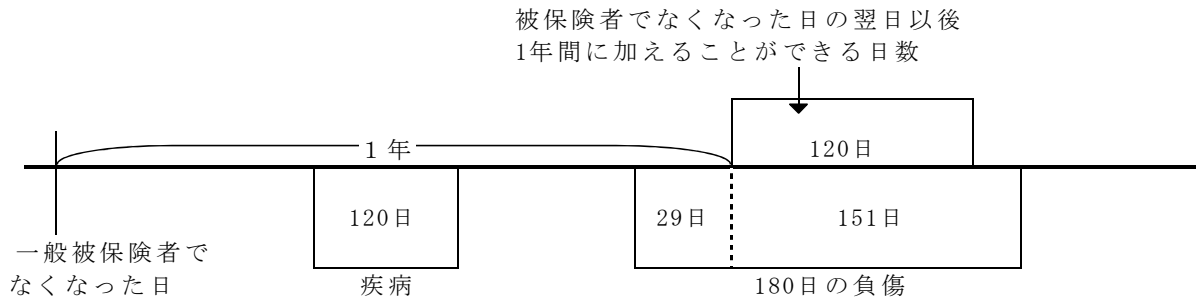 被保険者でなくなった日の翌日以後
1年間に加えることができる日数
1年
120日
120日
29日
151日
一般被保険者で
なくなった日
疾病
180日の負傷